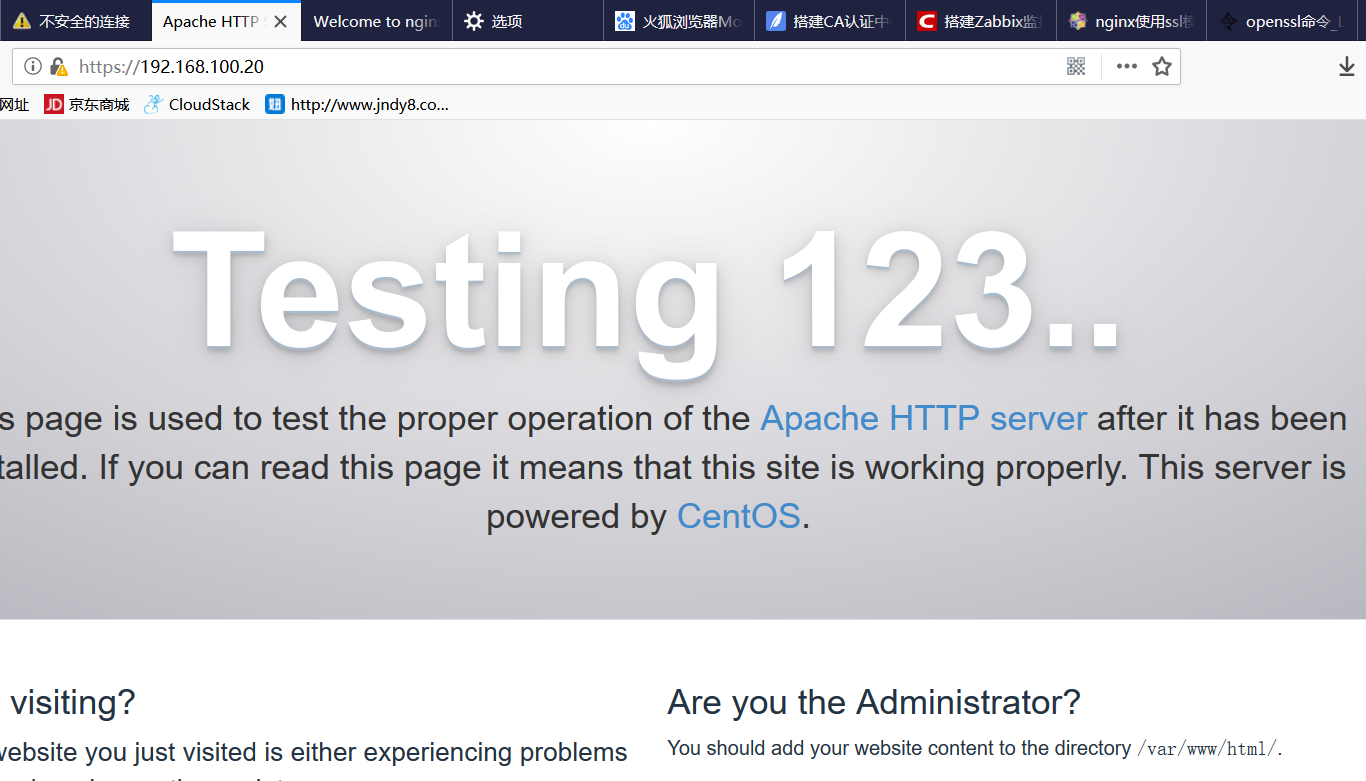 不安全的连接
Apache HTTP
Welcome to ngin
选项
火狐浏览器Mo
搭建CA认证中
搭建Zabbix监
nginx使用ssl模
openssl命令_L
https://192.168.100.20
网址
JD
京东商城
CloudStack
http://www.jndy8.co...
Testing 123..
s page is used to test the proper operation of the Apache HTTP server after it has been
talled. If you can read this page it means that this site is working properly. This server is
powered by CentOS.
visiting?
website you just visited is either experiencing problems
Are you the Administrator?
You should add your website content to the directory /var/www/html/.